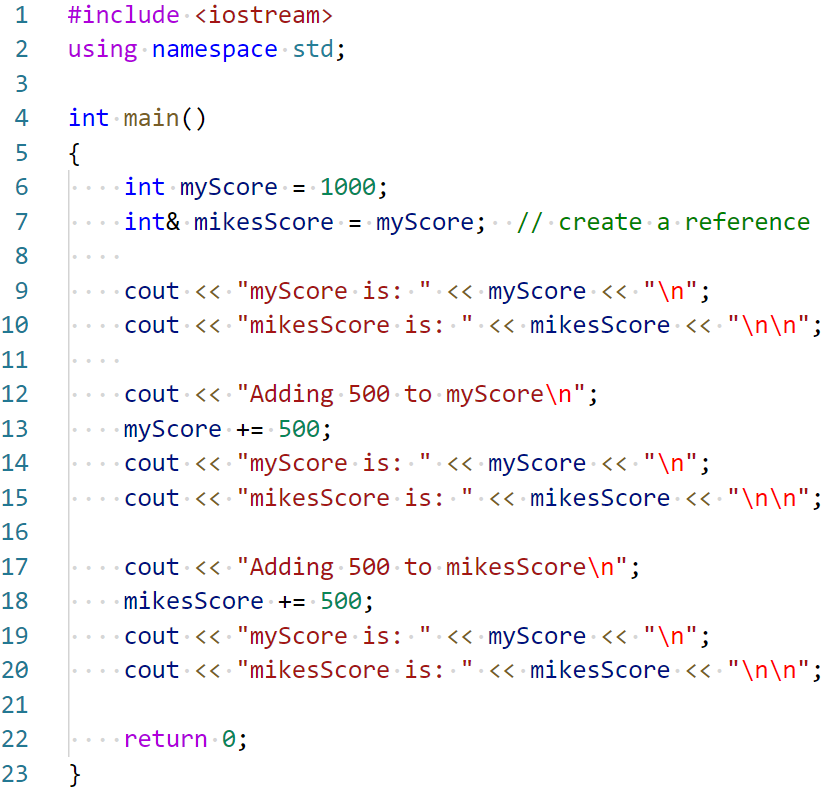 1 #include <iostream>
2 using namespace std;
3
4 int main()
5 {
6     int myScore = 1000;
7     int& mikesScore = myScore;  // create a reference
8
9     cout << "myScore is: " << myScore << "\n";
10     cout << "mikesScore is: " << mikesScore << "\n\n";
11
12     cout << "Adding 500 to myScore\n";
13     myScore += 500;
14     cout << "myScore is: " << myScore << "\n";
15     cout << "mikesScore is: " << mikesScore << "\n\n";
16
17     cout << "Adding 500 to mikesScore\n";
18     mikesScore += 500;
19     cout << "myScore is: " << myScore << "\n";
20     cout << "mikesScore is: " << mikesScore << "\n\n";
21
22     return 0;
23 }